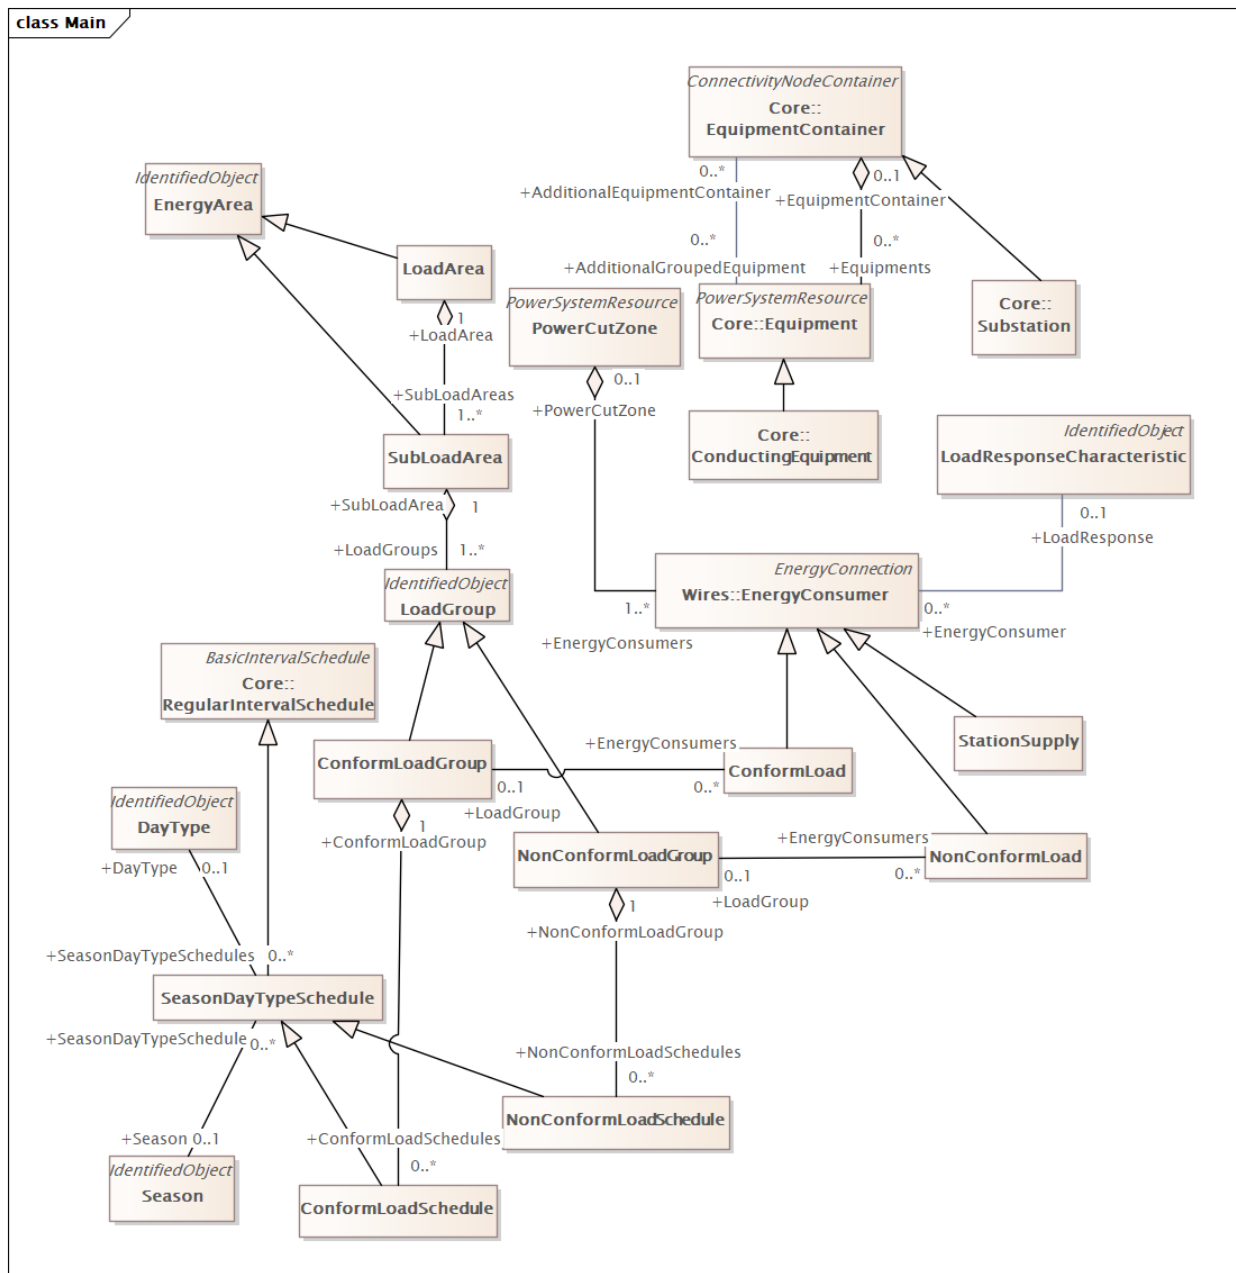 class Main
ConnectivityNodeContainer
Core::
EquipmentContainer
0..*
+AdditionalEquipmentContainer
0..1
+EquipmentContainer
0..*
+AdditionalGroupedEquipment
0..*
+Equipments
IdentifiedObject
EnergyArea
LoadArea
1
+LoadArea
+SubLoadAreas
1..*
PowerSystemResource
PowerCutZone
0..1
+PowerCutZone
PowerSystemResource
Core::Equipment
Core::
Substation
Core::
ConductingEquipment
IdentifiedObject
LoadResponseCharacteristic
0..1
+LoadResponse
SubLoadArea
+SubLoadArea
1
+LoadGroups
1..*
IdentifiedObject
LoadGroup
EnergyConnection
Wires::EnergyConsumer
1..*
+EnergyConsumers
0..*
+EnergyConsumer
BasicIntervalSchedule
Core::
RegularIntervalSchedule
ConformLoadGroup
0..1
+LoadGroup
1
+ConformLoadGroup
+EnergyConsumers
0..*
ConformLoad
StationSupply
IdentifiedObject
DayType
+DayType
0..1
NonConformLoadGroup
0..1
+LoadGroup
1
+NonConformLoadGroup
+EnergyConsumers
0..*
NonConformLoad
+SeasonDayTypeSchedules
0..*
SeasonDayTypeSchedule
+SeasonDayTypeSchedule
0..*
+NonConformLoadSchedules
0..*
NonConformLoadSchedule
+Season
0..1
IdentifiedObject
Season
+ConformLoadSchedules
0..*
ConformLoadSchedule